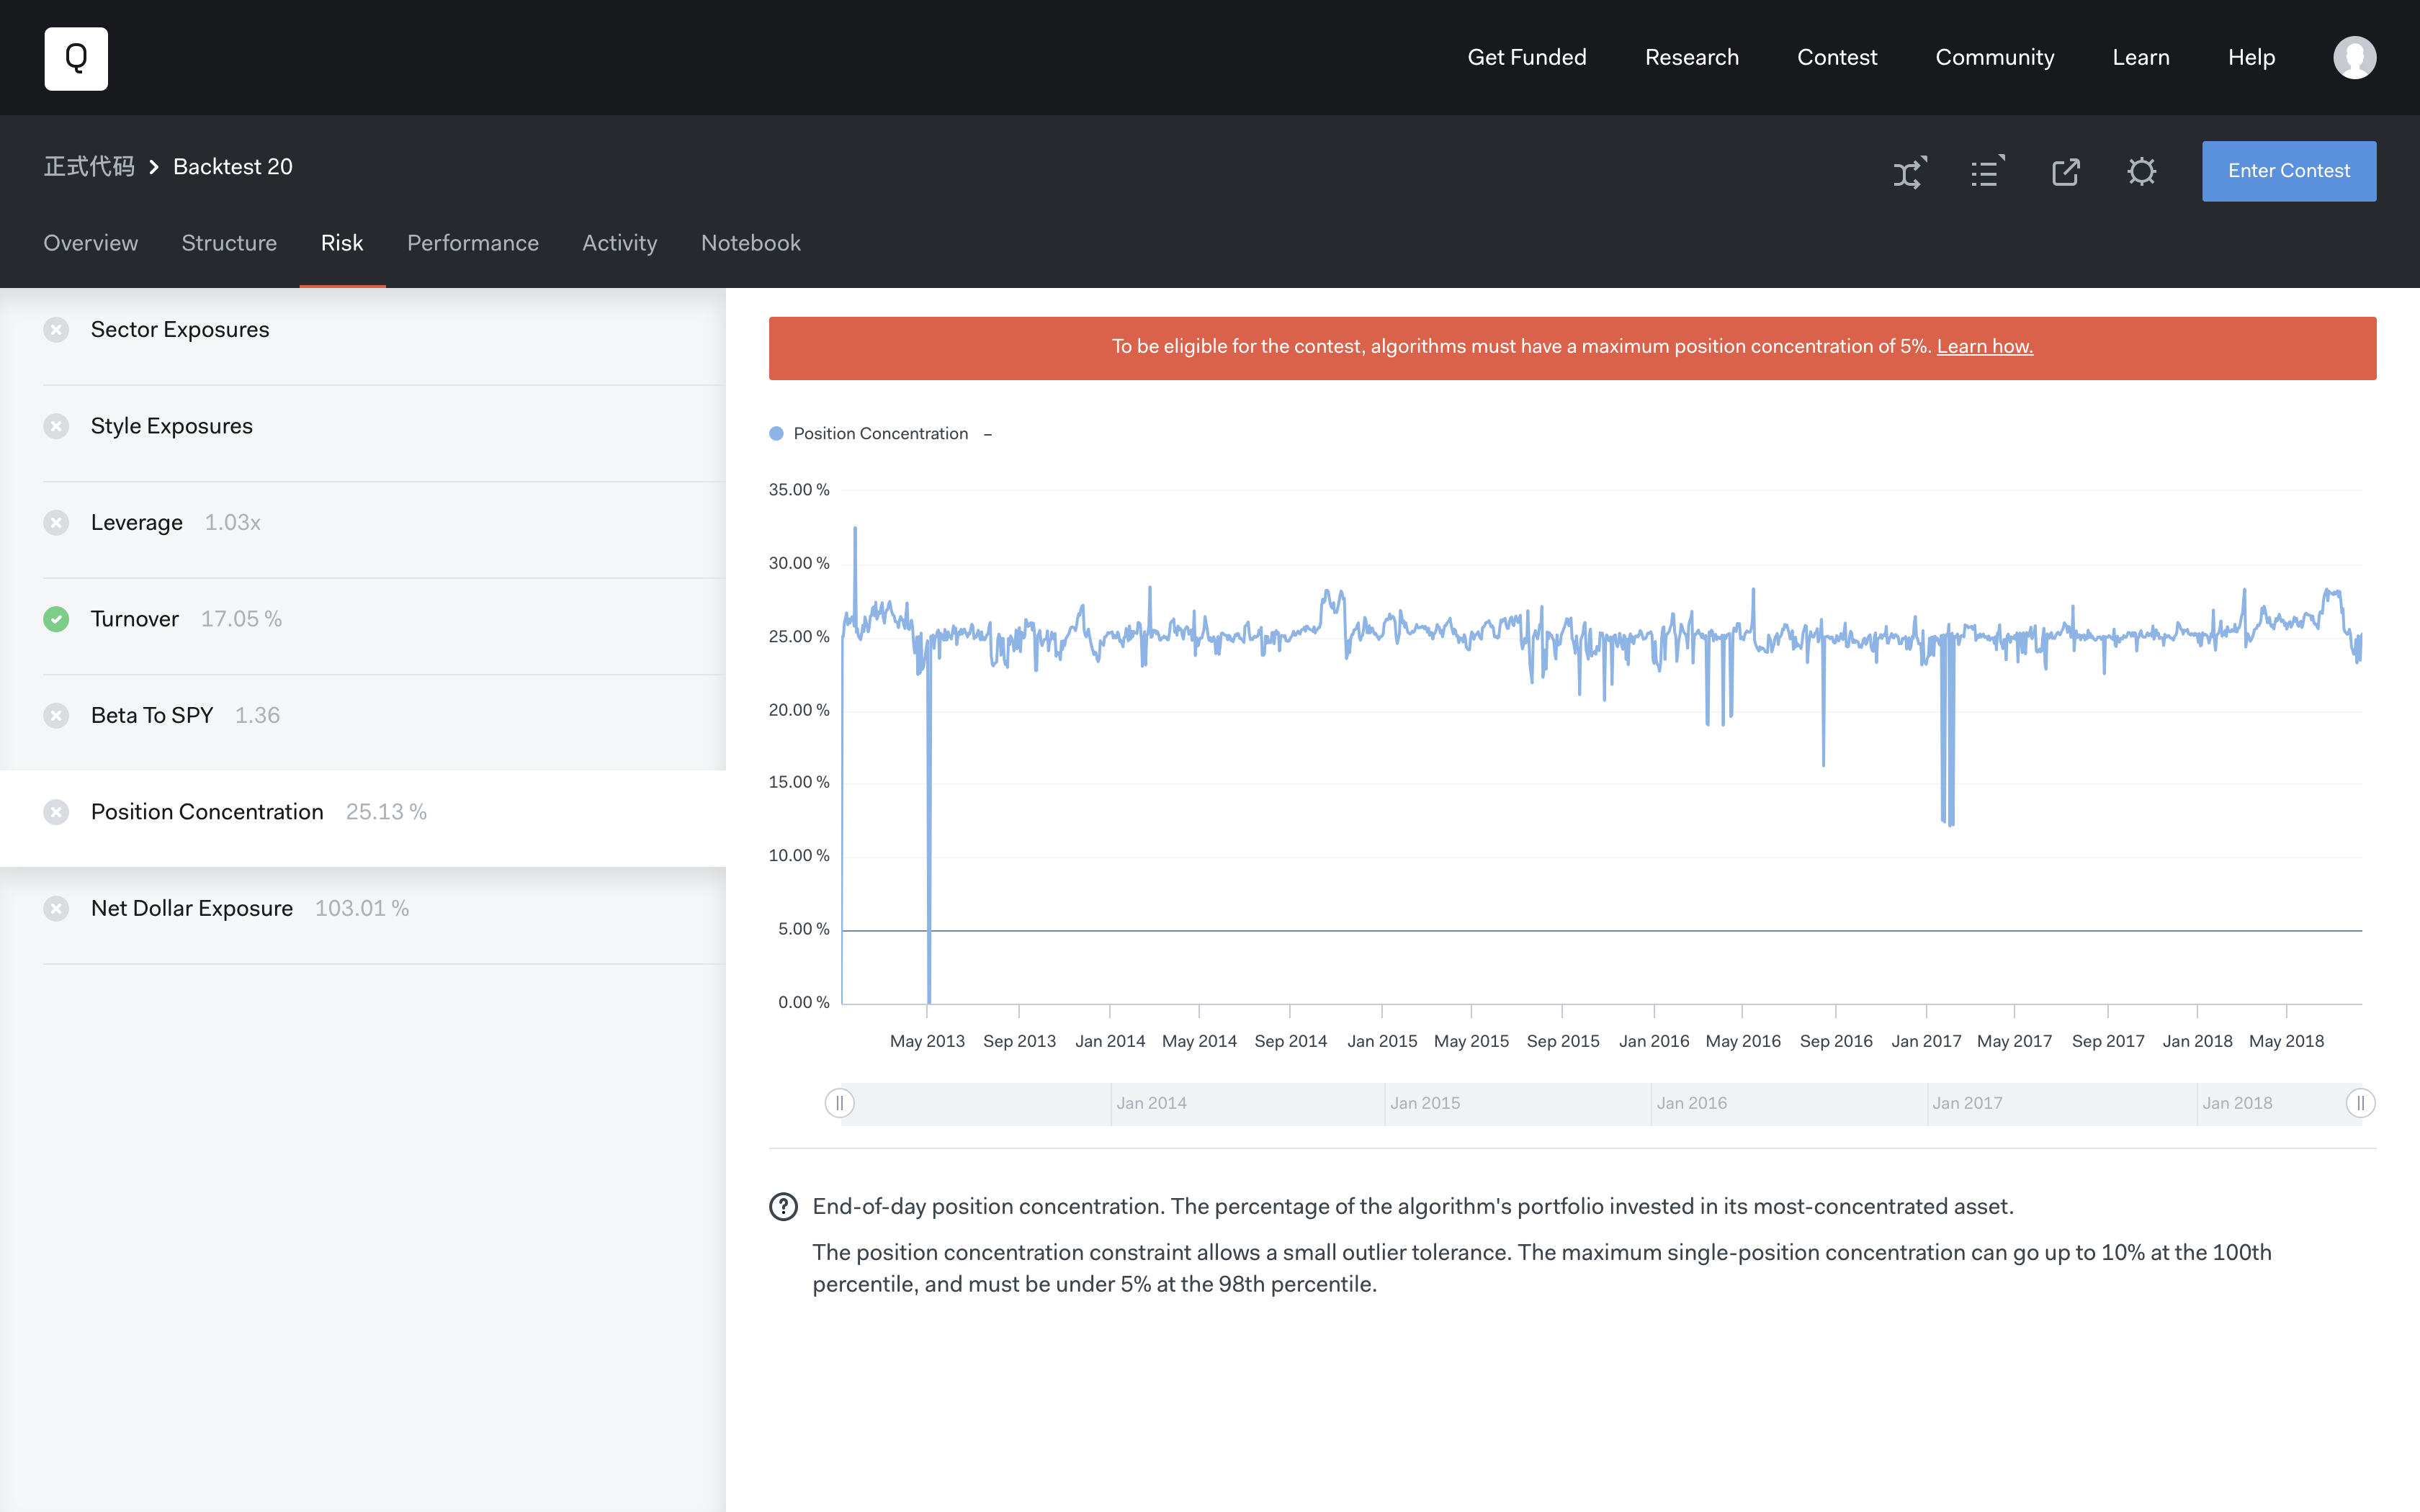 Q
Get Funded Research Contest Community Learn Help
正式代码 Backtest 20
Enter Contest
Overview Structure Risk Performance Activity Notebook
Sector Exposures
Style Exposures
Leverage 1.03x
Turnover 17.05 %
Beta To SPY 1.36
Position Concentration 25.13 %
Net Dollar Exposure 103.01 %
To be eligible for the contest, algorithms must have a maximum position concentration of 5%. Learn how.
Position Concentration –
35.00 %
30.00 %
25.00 %
20.00 %
15.00 %
10.00 %
5.00 %
0.00 %
May 2013 Sep 2013 Jan 2014 May 2014 Sep 2014 Jan 2015 May 2015 Sep 2015 Jan 2016 May 2016 Sep 2016 Jan 2017 May 2017 Sep 2017 Jan 2018 May 2018
Jan 2014 Jan 2015 Jan 2016 Jan 2017 Jan 2018
End-of-day position concentration. The percentage of the algorithm's portfolio invested in its most-concentrated asset.
The position concentration constraint allows a small outlier tolerance. The maximum single-position concentration can go up to 10% at the 100th
percentile, and must be under 5% at the 98th percentile.